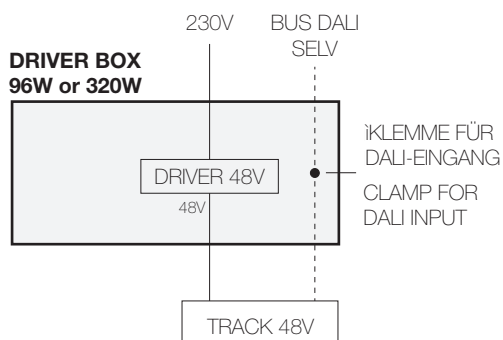 230V
BUS DALI
SELV
DRIVER BOX
96W or 320W
ìKLEMME FÜR
DALI-EINGANG
DRIVER 48V
CLAMP FOR
DALI INPUT
48V
TRACK 48V